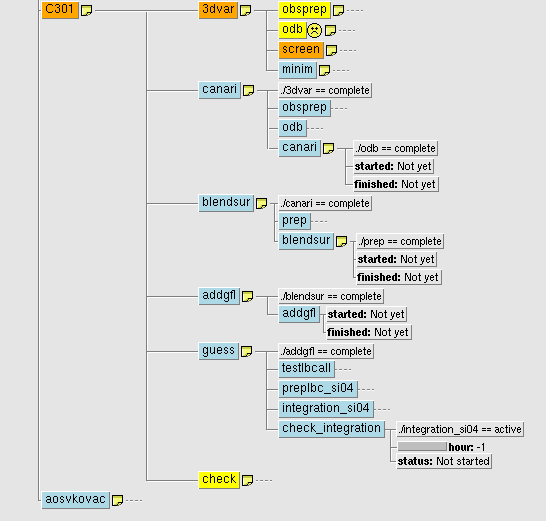 C301 3dvar obsprep
odb
screen
minim
canari ./3dvar == complete
obsprep
odb
canari ./odb == complete
started: Not yet
finished: Not yet
blendsur ./canari == complete
prep
blendsur ./prep == complete
started: Not yet
finished: Not yet
addgfl ./blendsur == complete
addgfl started: Not yet
finished: Not yet
guess ./addgfl == complete
testlbcall
preplbc_si04
integration_si04
check_integration ./integration_si04 == active
hour: -1
status: Not started
check
aosvkovac